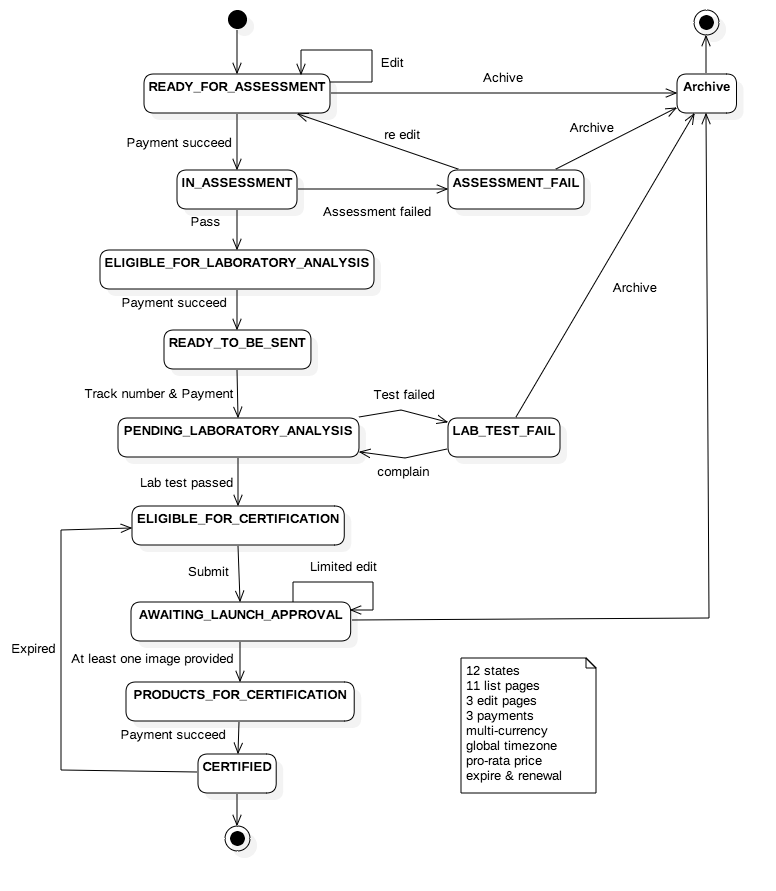 Edit
READY_FOR_ASSESSMENT
Achive
Archive
Payment succeed
re edit
Archive
IN_ASSESSMENT
ASSESSMENT_FAIL
Assessment failed
Pass
ELIGIBLE_FOR_LABORATORY_ANALYSIS
Archive
Payment succeed
READY_TO_BE_SENT
Track number & Payment
Test failed
PENDING_LABORATORY_ANALYSIS
LAB_TEST_FAIL
complain
Lab test passed
ELIGIBLE_FOR_CERTIFICATION
Submit
Limited edit
AWAITING_LAUNCH_APPROVAL
Expired
At least one image provided
PRODUCTS_FOR_CERTIFICATION
Payment succeed
CERTIFIED
12 states
11 list pages
3 edit pages
3 payments
multi-currency
global timezone
pro-rata price
expire & renewal